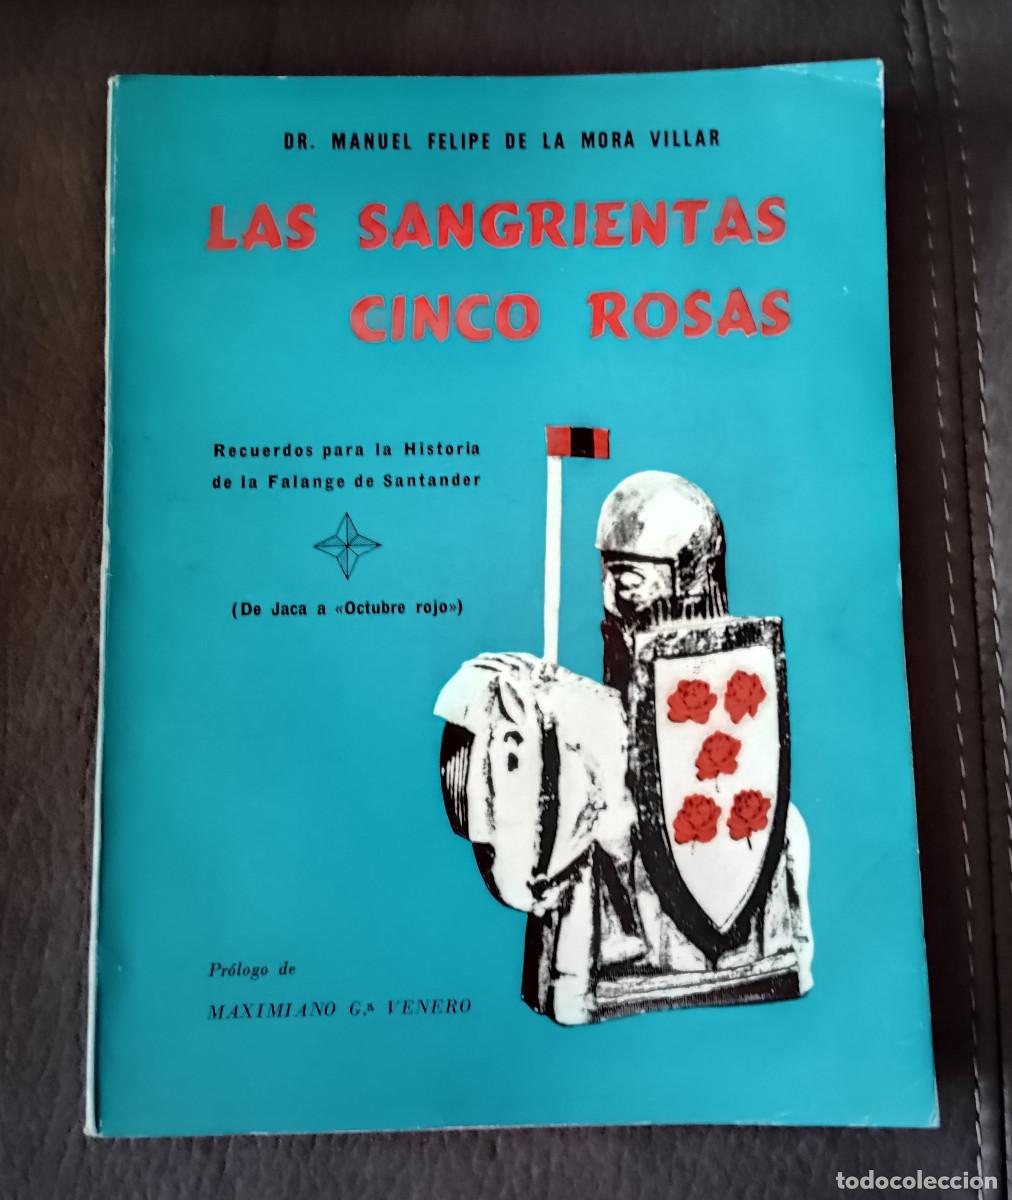 DR. MANUEL FELIPE DE LA MORA VILLAR
LAS SANGRIENTAS
CINCO ROSAS
Recuerdos para la Historia
de la Falange de Santander
(De Jaca a «Octubre rojo»)
Prólogo de
MAXIMIANO G.ª VENERO
todocoleccion